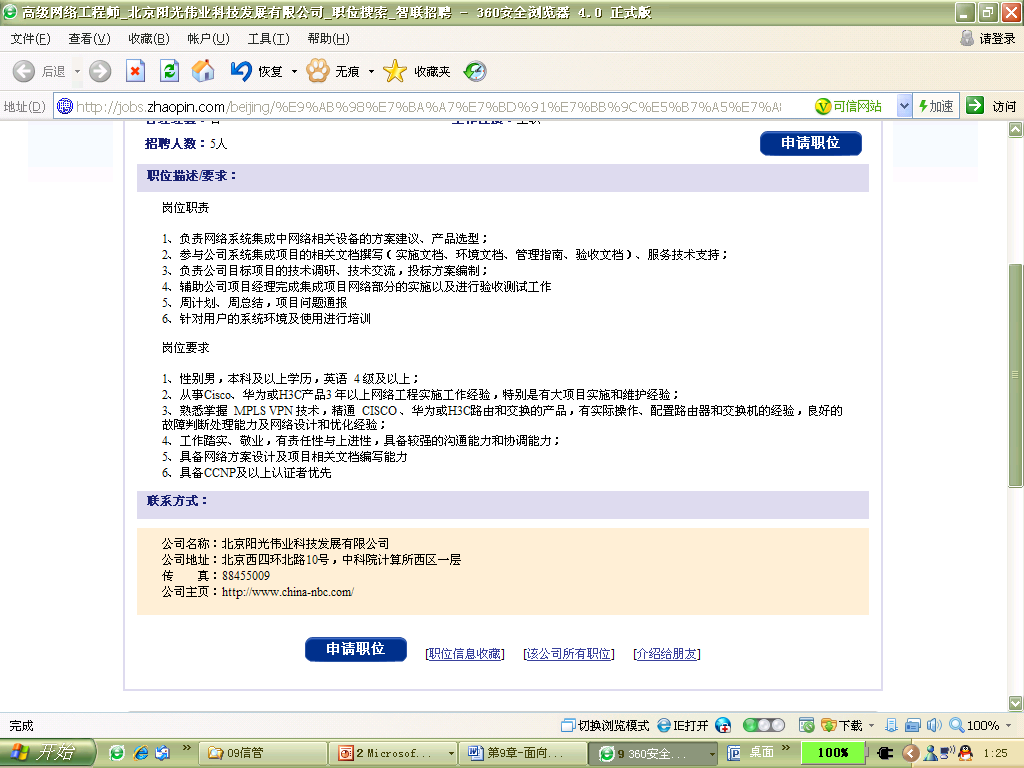 高级网络工程师_北京阳光伟业科技发展有限公司_职位搜索_智联招聘 - 360安全浏览器 4.0 正式版
文件(F) 查看(V) 收藏(B) 帐户(U) 工具(T) 帮助(H) 请登录
后退 恢复 无痕 收藏夹
地址(D) http://jobs.zhaopin.com/beijing/%E9%AB%98%E7%BA%A7%E7%BD%91%E7%BB%9C%E5%B7%A5%E7%A8 可信网站 加速 访问
招聘人数：5人 申请职位
职位描述/要求：
岗位职责
1、负责网络系统集成中网络相关设备的方案建议、产品选型；
2、参与公司系统集成项目的相关文档撰写(实施文档、环境文档、管理指南、验收文档)、服务技术支持；
3、负责公司目标项目的技术调研、技术交流，投标方案编制；
4、辅助公司项目经理完成集成项目网络部分的实施以及进行验收测试工作
5、周计划、周总结，项目问题通报
6、针对用户的系统环境及使用进行培训
岗位要求
1、性别男，本科及以上学历，英语 4级及以上；
2、从事Cisco、华为或H3C产品3年以上网络工程实施工作经验，特别是有大项目实施和维护经验；
3、熟悉掌握 MPLS VPN技术，精通 CISCO、华为或H3C路由和交换的产品，有实际操作、配置路由器和交换机的经验，良好的
故障判断处理能力及网络设计和优化经验；
4、工作踏实、敬业，有责任性与上进性，具备较强的沟通能力和协调能力；
5、具备网络方案设计及项目相关文档编写能力
6、具备CCNP及以上认证者优先
联系方式：
公司名称：北京阳光伟业科技发展有限公司
公司地址：北京西四环北路10号，中科院计算所西区一层
传 真：88455009
公司主页：http://www.china-nbc.com/
申请职位 [职位信息收藏] [该公司所有职位] [介绍给朋友]
完成 切换浏览模式 IE打开 下载 100%
开始 09信管 2 Microsof... 第9章-面向... 9 360安全... 桌面 100% 1:25